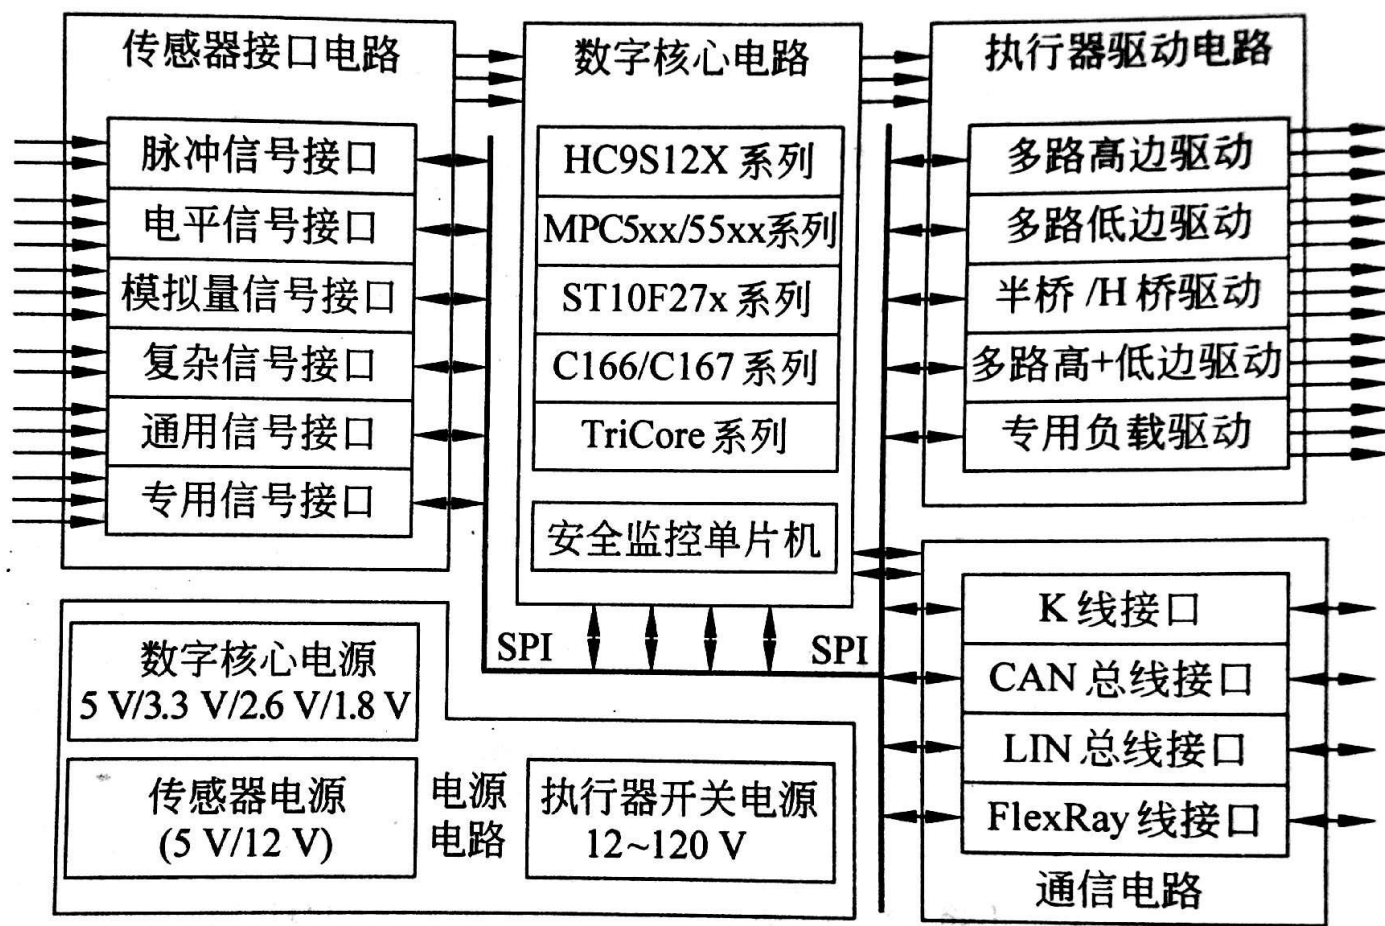 传感器接口电路
脉冲信号接口
电平信号接口
模拟量信号接口
复杂信号接口
通用信号接口
专用信号接口
数字核心电路
HC9S12X 系列
MPC5xx/55xx系列
ST10F27x 系列
C166/C167 系列
TriCore 系列
安全监控单片机
SPI
SPI
执行器驱动电路
多路高边驱动
多路低边驱动
半桥 /H 桥驱动
多路高+低边驱动
专用负载驱动
数字核心电源
5 V/3.3 V/2.6 V/1.8 V
传感器电源
(5 V/12 V)
电源
电路
执行器开关电源
12~120 V
K 线接口
CAN 总线接口
LIN 总线接口
FlexRay 线接口
通信电路